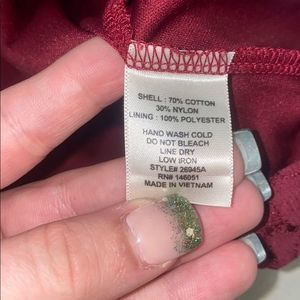 SHELL : 70% COTTON
30% NYLON
LINING : 100% POLYESTER
HAND WASH COLD
DO NOT BLEACH
LINE DRY
LOW IRON
STYLE# 26945A
RN# 146051
MADE IN VIETNAM